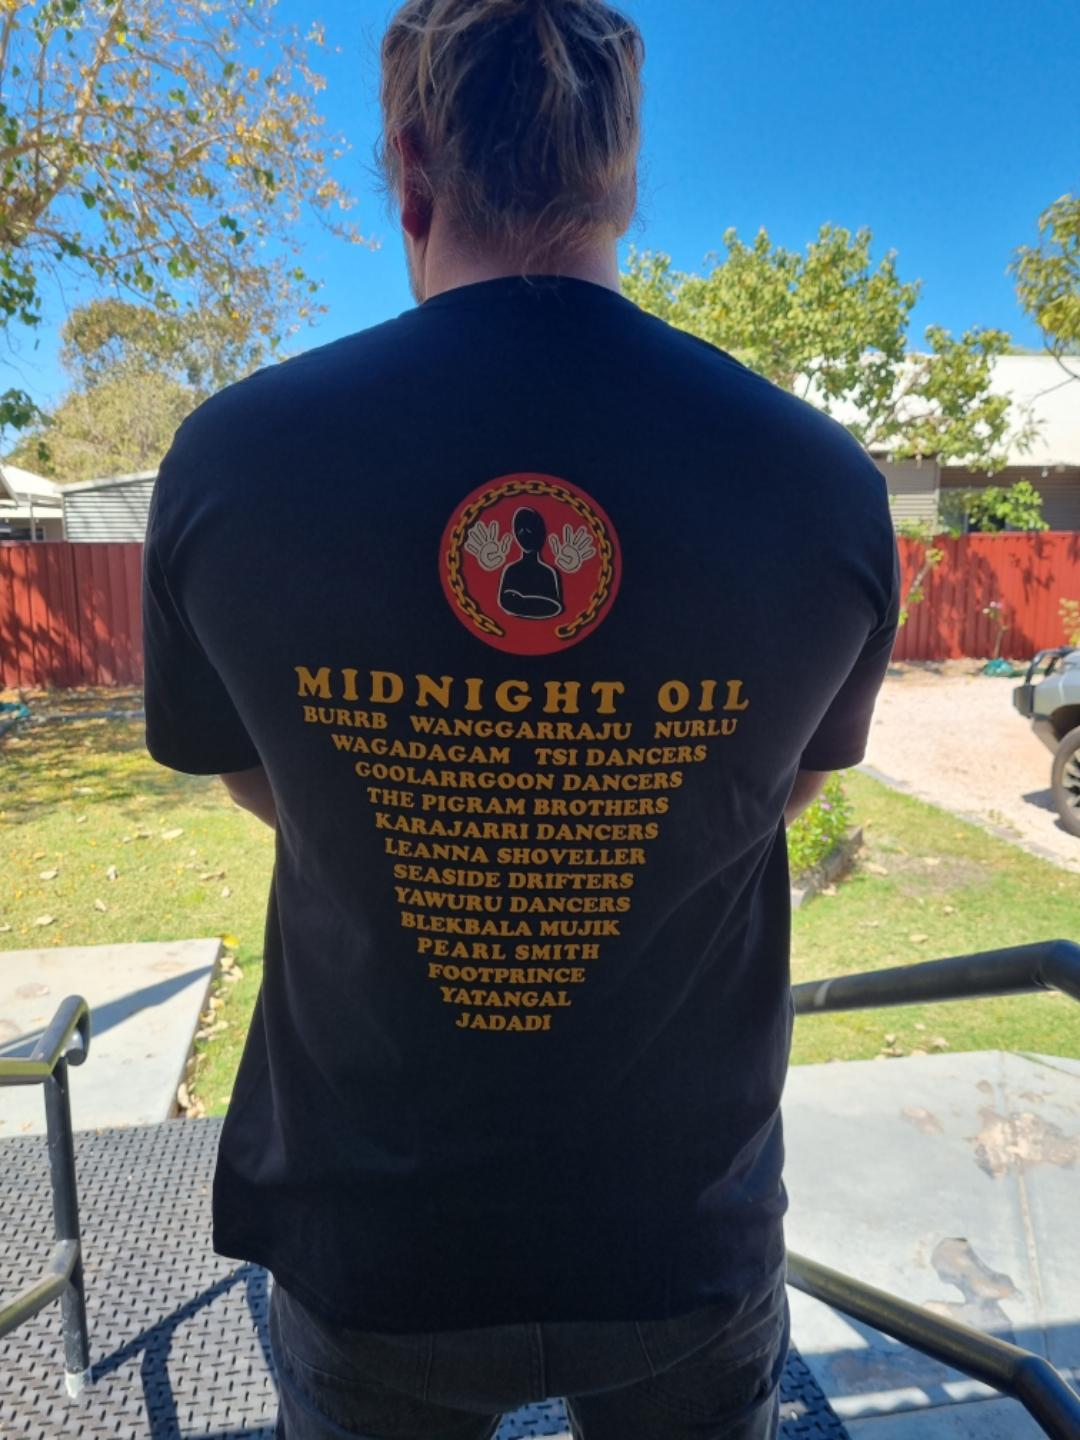 MIDNIGHT OIL
BURRB WANGGARRAJU NURLU
WAGADAGAM TSI DANCERS
GOOLARRGOON DANCERS
THE PIGRAM BROTHERS
KARAJARRI DANCERS
LEANNA SHOVELLER
SEASIDE DRIFTERS
YAWURU DANCERS
BLEKBALA MUJIK
PEARL SMITH
FOOTPRINCE
YATANGAL
JADADI